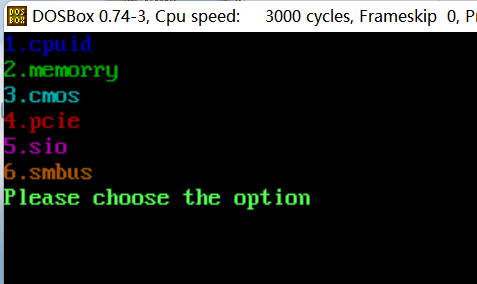 DOSBox 0.74-3, Cpu speed: 3000 cycles, Frameskip 0, Pr
1.cpuid
2.memorry
3.cmos
4.pcie
5.sio
6.smbus
Please choose the option